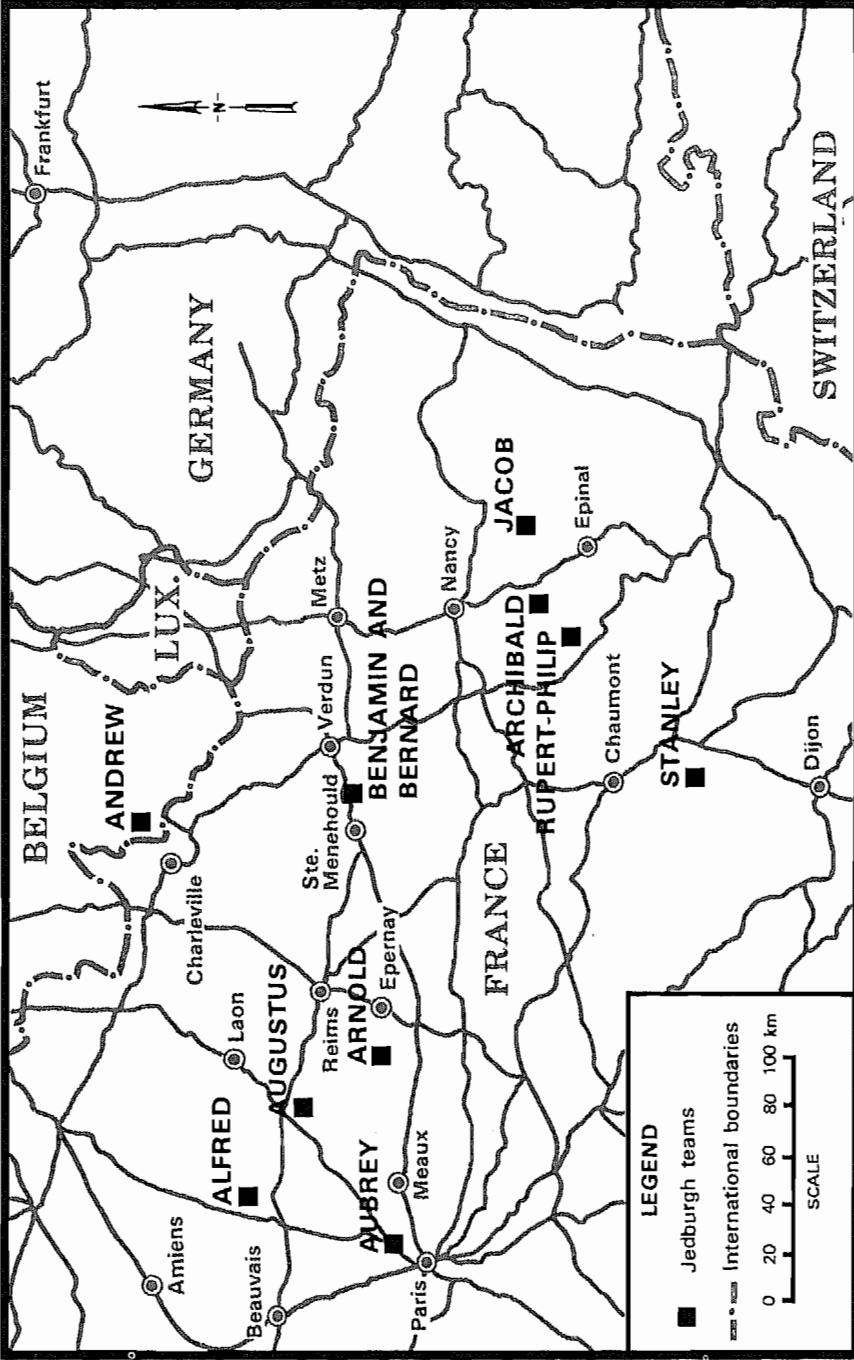 BELGIUM
LUX.
GERMANY
Frankfurt
-N-
ANDREW
Charleville
Amiens
ALFRED
Laon
Beauvais
AUGUSTUS
Reims
ARNOLD
Epernay
Ste.
Menehould
Verdun
Metz
BENJAMIN AND
BERNARD
AUBREY
Meaux
Paris
Nancy
JACOB
ARCHIBALD
RUPERT-PHILIP
Epinal
FRANCE
Chaumont
STANLEY
Dijon
SWITZERLAND
LEGEND
Jedburgh teams
International boundaries
0 20 40 60 80 100 km
SCALE